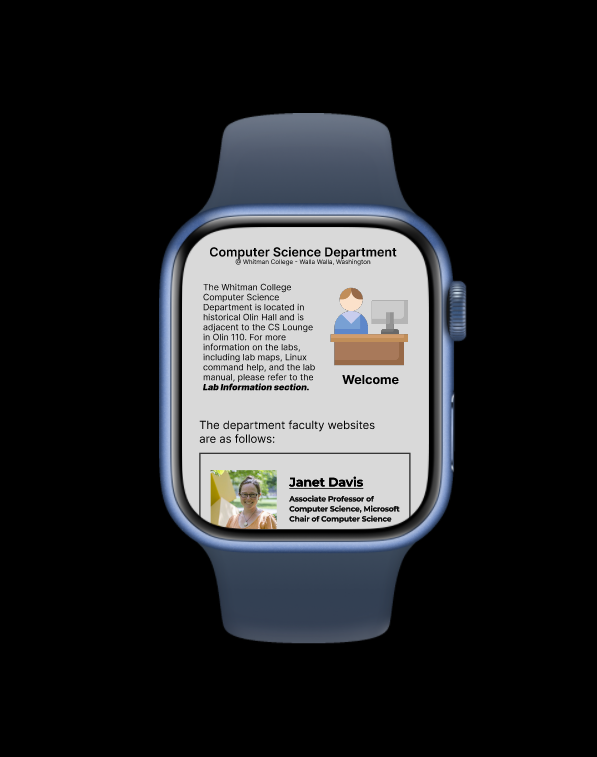 Computer Science Department
@ Whitman College - Walla Walla, Washington
The Whitman College
Computer Science
Department is located in
historical Olin Hall and is
adjacent to the CS Lounge
in Olin 110. For more
information on the labs,
including lab maps, Linux
command help, and the lab
manual, please refer to the
Lab Information section.
Welcome
The department faculty websites
are as follows:
Janet Davis
Associate Professor of
Computer Science, Microsoft
Chair of Computer Science